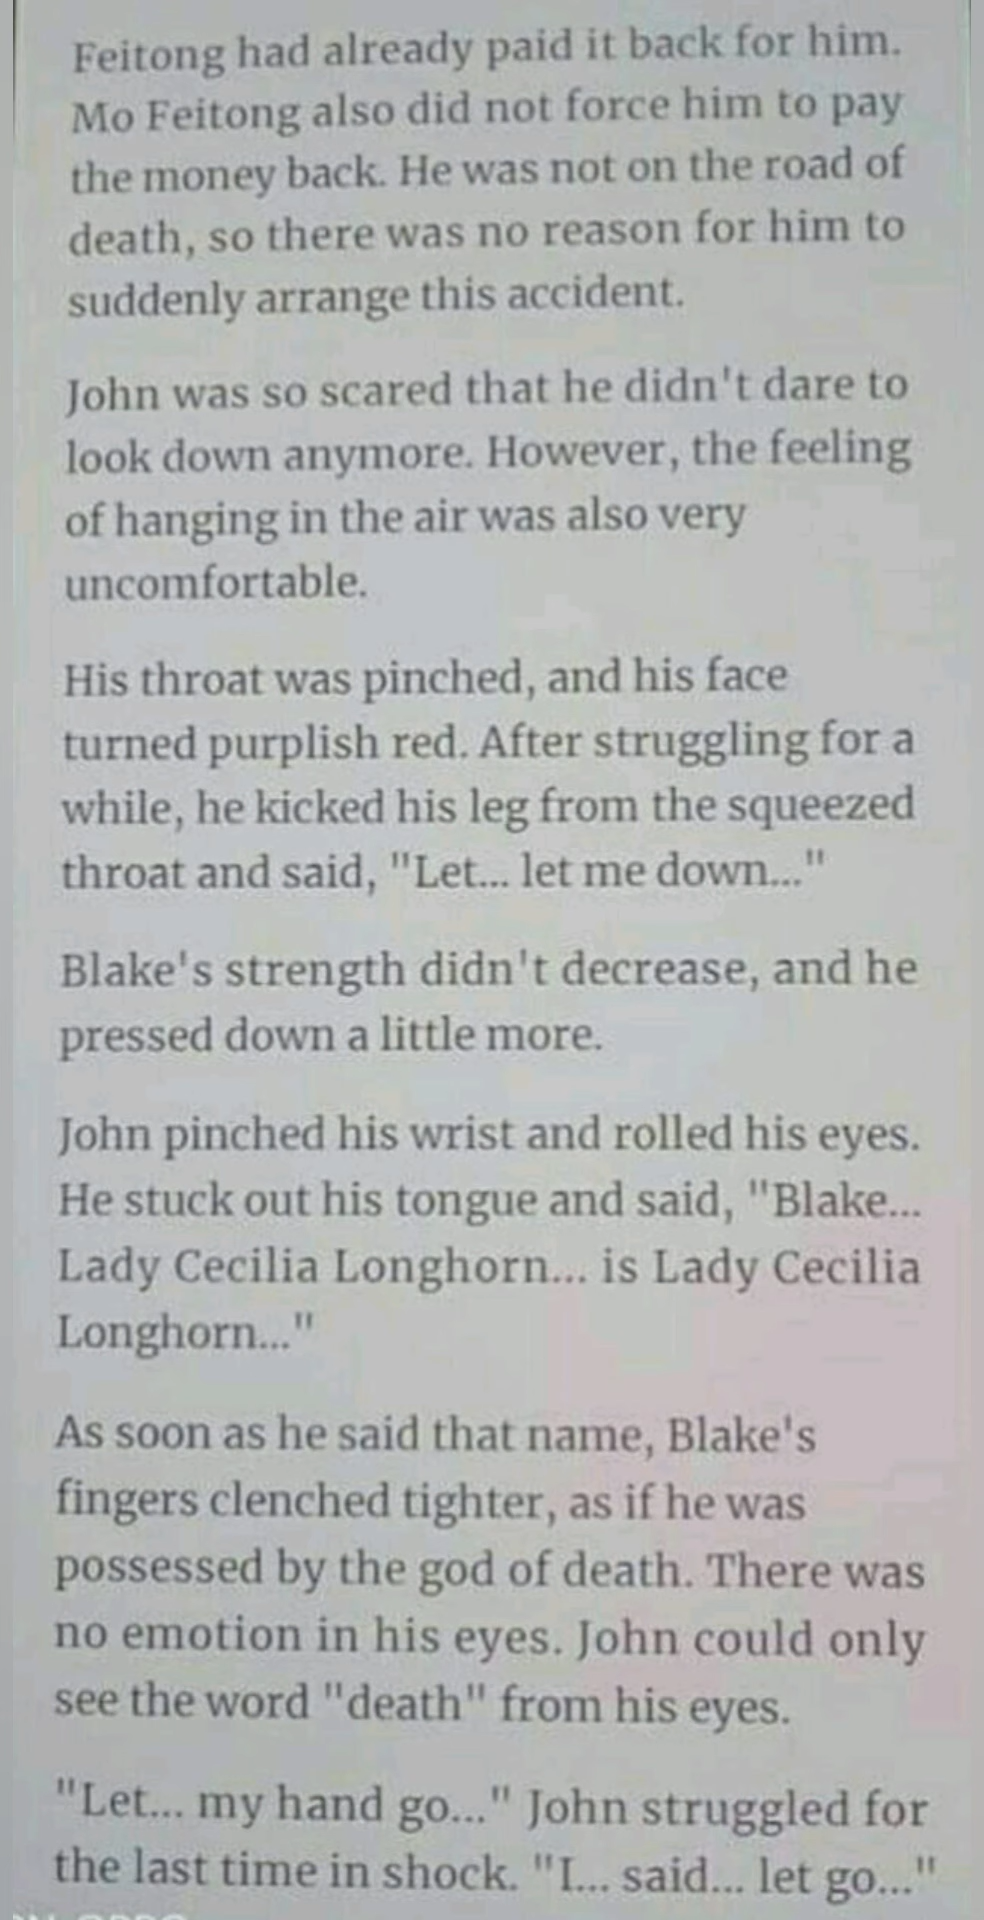 Feitong had already paid it back for him.
Mo Feitong also did not force him to pay
the money back. He was not on the road of
death, so there was no reason for him to
suddenly arrange this accident.
John was so scared that he didn't dare to
look down anymore. However, the feeling
of hanging in the air was also very
uncomfortable.
His throat was pinched, and his face
turned purplish red. After struggling for a
while, he kicked his leg from the squeezed
throat and said, "Let... let me down..."
Blake's strength didn't decrease, and he
pressed down a little more.
John pinched his wrist and rolled his eyes.
He stuck out his tongue and said, "Blake...
Lady Cecilia Longhorn... is Lady Cecilia
Longhorn..."
As soon as he said that name, Blake's
fingers clenched tighter, as if he was
possessed by the god of death. There was
no emotion in his eyes. John could only
see the word "death" from his eyes.
"Let... my hand go..." John struggled for
the last time in shock. "I... said... let go..."